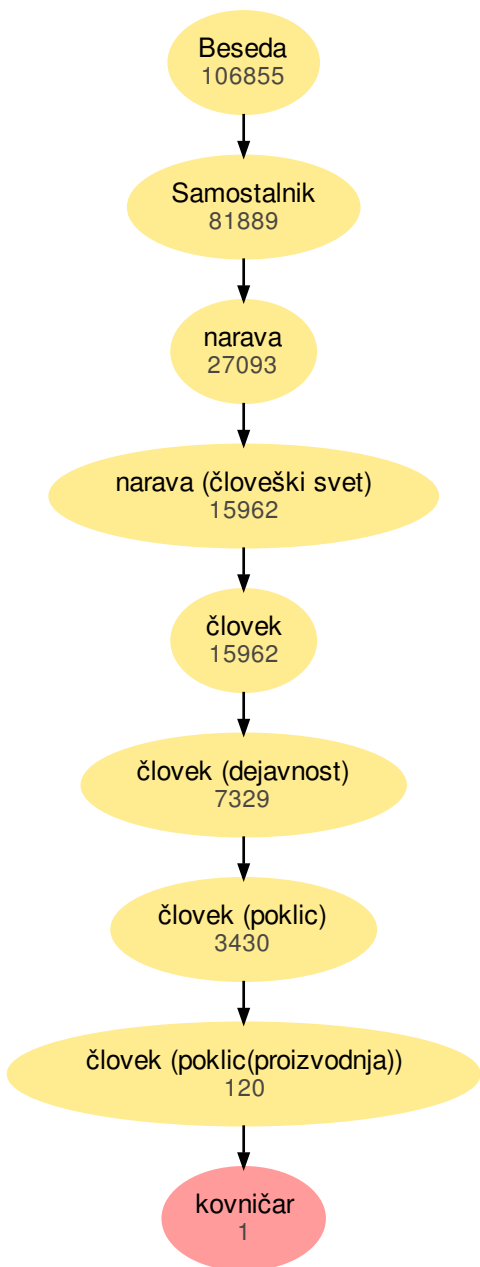 Beseda
106855
Samostalnik
81889
narava
27093
narava (človeški svet)
15962
človek
15962
človek (dejavnost)
7329
človek (poklic)
3430
človek (poklic(proizvodnja))
120
kovničar
1